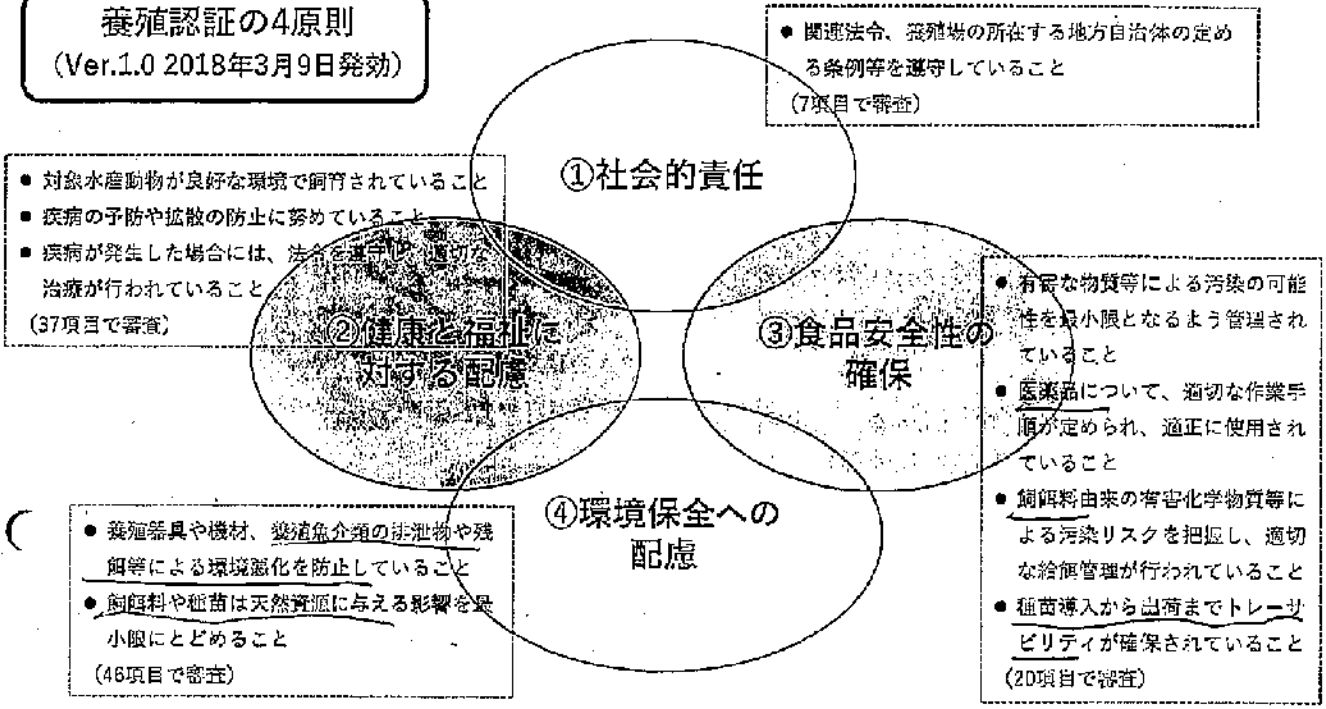 養殖認証の4原則
(Ver.1.0 2018年3月9日発効)
● 関連法令、養殖場の所在する地方自治体の定め
る条例等を遵守していること
(7項目で審査)
①社会的責任
● 対象水産動物が良好な環境で飼育されていること
● 疾病の予防や拡散の防止に努めていること
● 疾病が発生した場合には、法令を遵守し、適切な
治療が行われていること
(37項目で審査)
②健康と福祉に
対する配慮
③食品安全性の
確保
● 有害な物質等による汚染の可能
性を最小限となるよう管理され
ていること
● 医薬品について、適切な作業手
順が定められ、適正に使用され
ていること
● 飼餌料由来の有害化学物質等に
よる汚染リスクを把握し、適切
な給餌管理が行われていること
● 種苗導入から出荷までトレーサ
ビリティが確保されていること
(20項目で審査)
④環境保全への
配慮
● 養殖器具や機材、養殖魚介類の排泄物や残
餌等による環境悪化を防止していること
● 飼餌料や種苗は天然資源に与える影響を最
小限にとどめること
(46項目で審査)